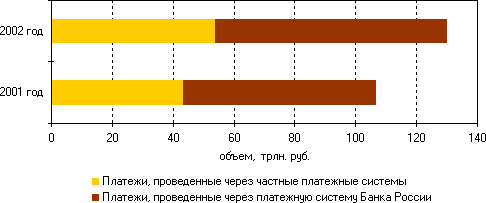 2002 год
2001 год
0 20 40 60 80 100 120 140
объем, трлн. руб.
Платежи, проведенные через частные платежные системы
Платежи, проведенные через платежную систему Банка России